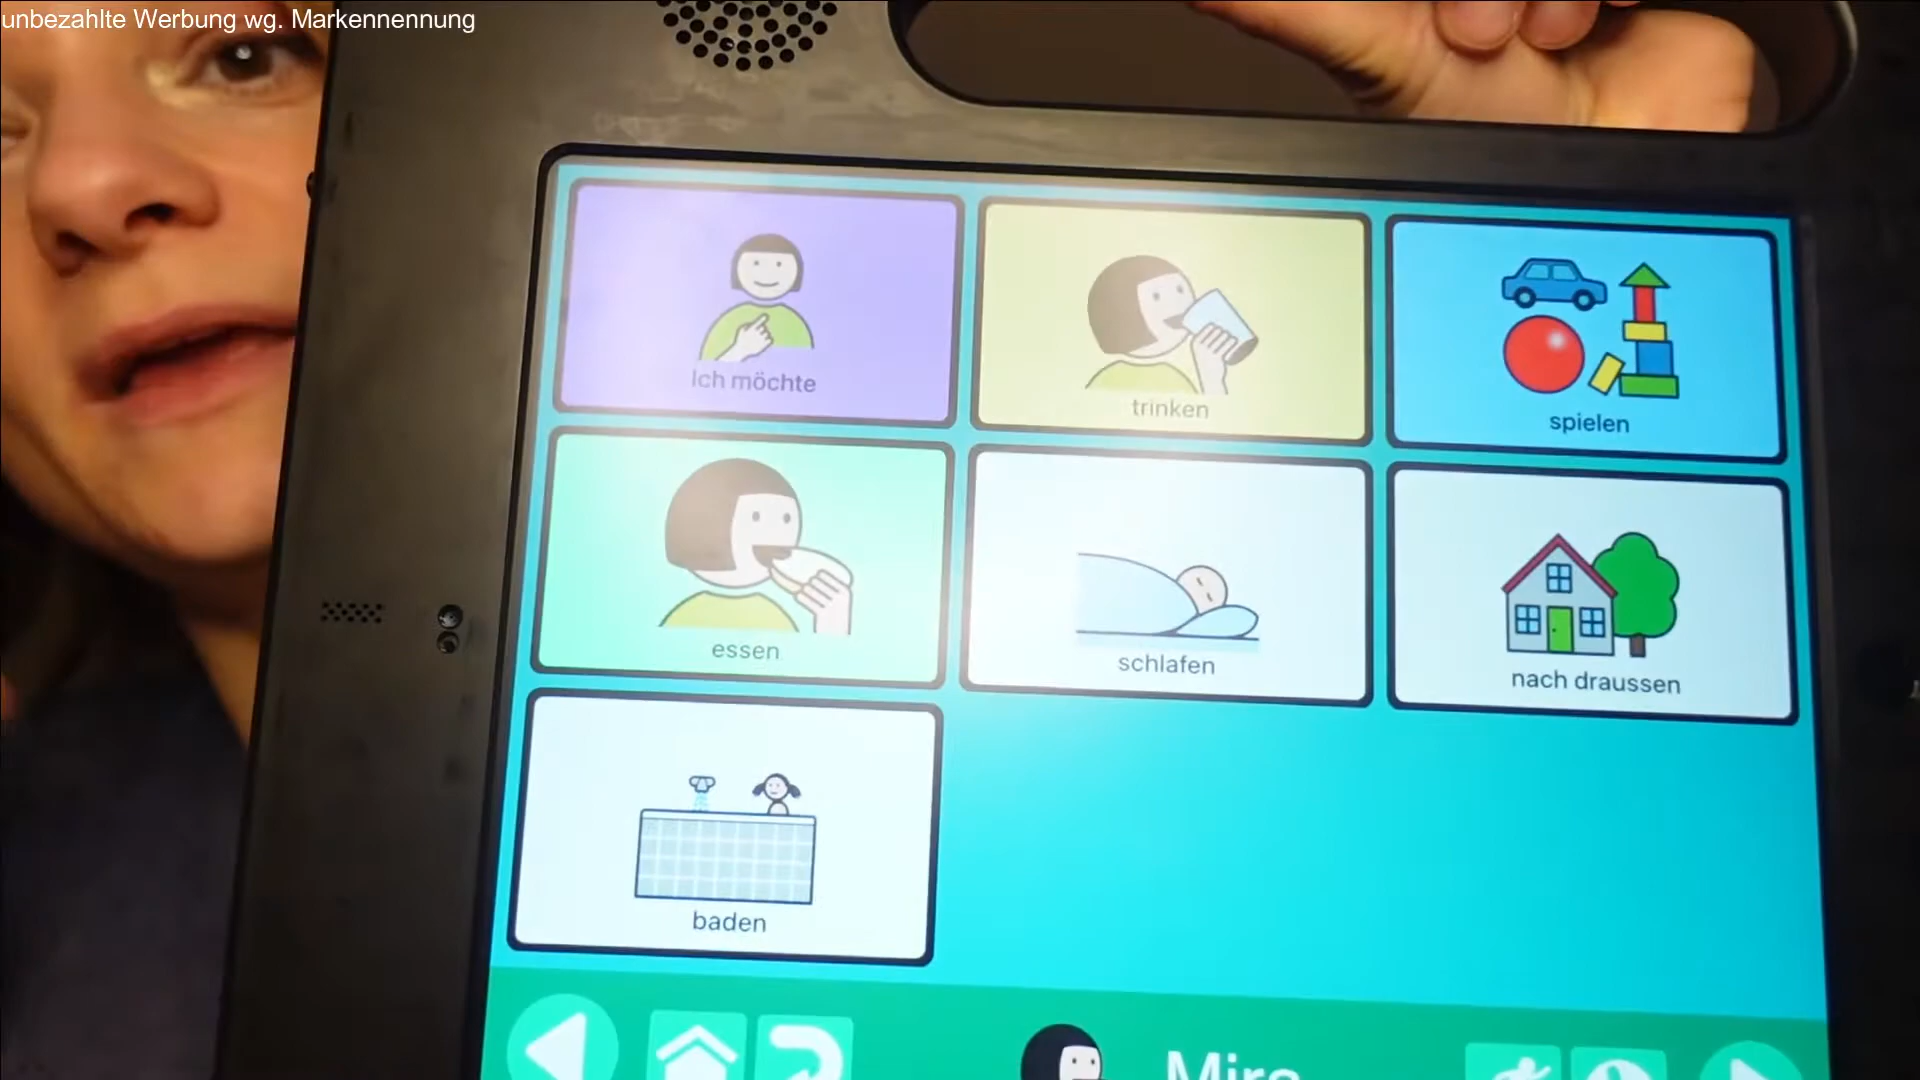 unbezahlte Werbung wg. Markennennung
Ich möchte
trinken
spielen
essen
schlafen
nach draussen
baden